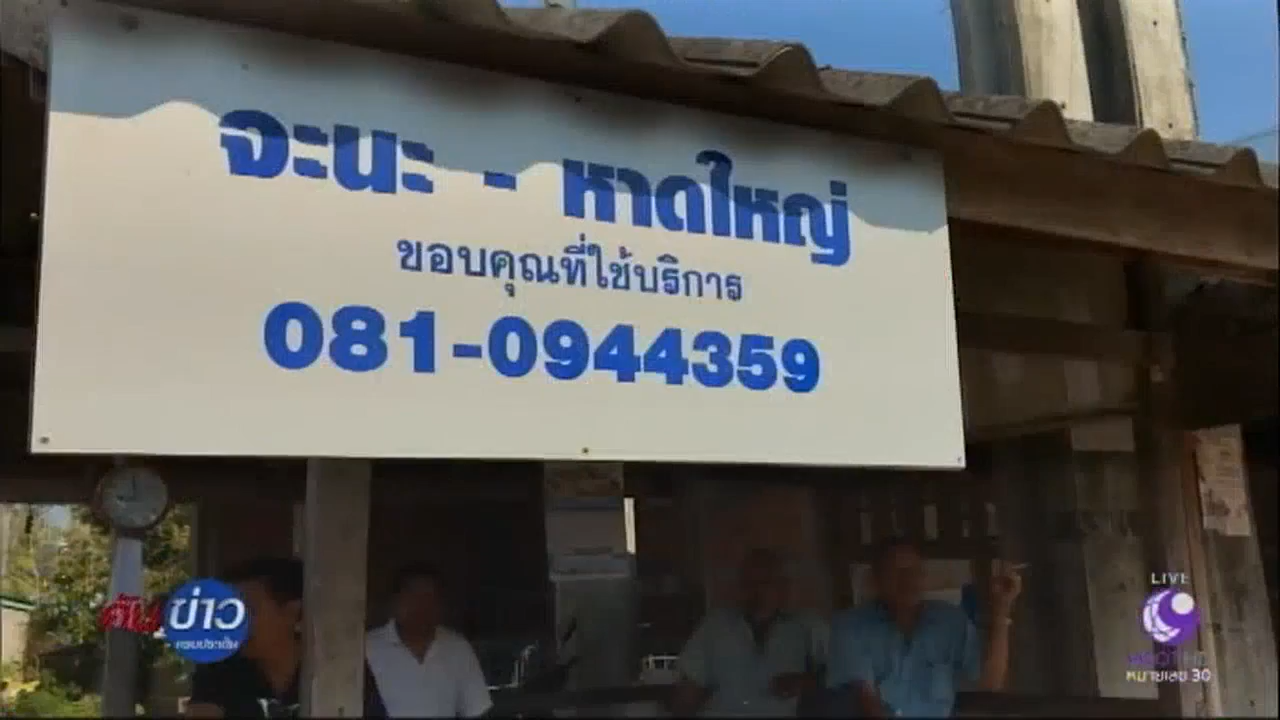 จะนะ - หาดใหญ่
ขอบคุณที่ใช้บริการ
081-0944359
ข่าว
LIVE
หมายเลข 30